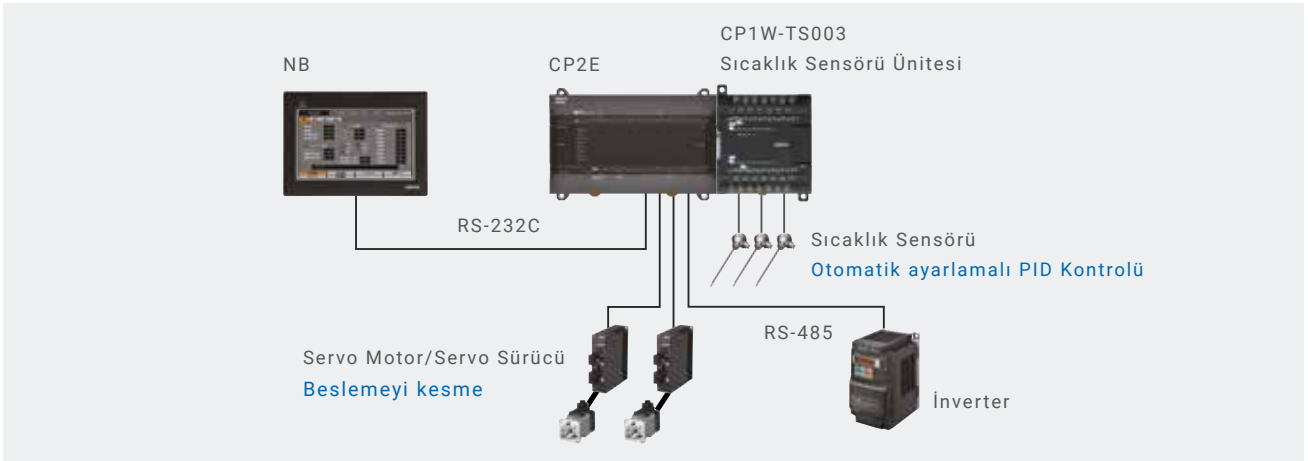 CP1W-TS003
NB
CP2E
Sıcaklık Sensörü Ünitesi
RS-232C
Sıcaklık Sensörü
Otomatik ayarlamalı PID Kontrolü
RS-485
Servo Motor/Servo Sürücü
Beslemeyi kesme
İnverter